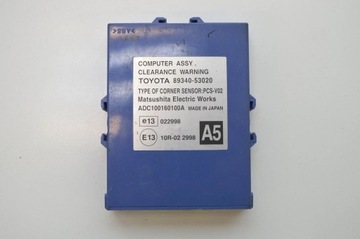 >ABS<
COMPUTER ASSY.
CLEARANCE WARNING
TOYOTA 89340-53020
TYPE OF CORNER SENSOR:PCS-V02
Matsushita Electric Works
ADC100160100A MADE IN JAPAN
e13 022998
E13 10R-02 2998
A5